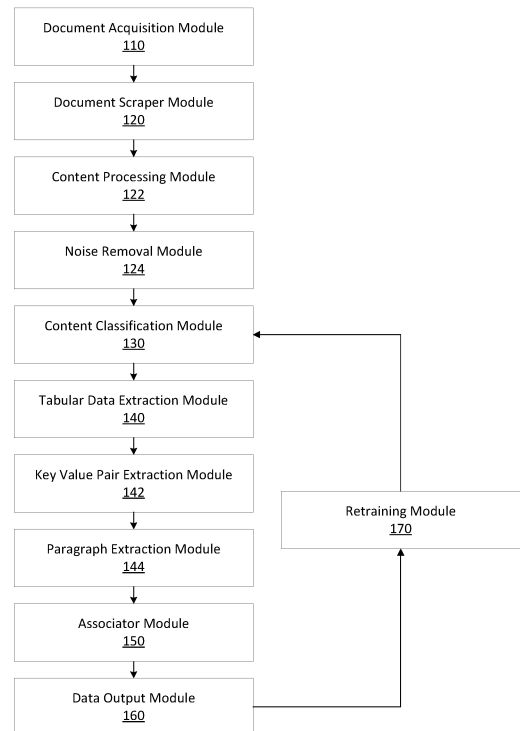 Document Acquisition Module
110
Document Scraper Module
120
Content Processing Module
122
Noise Removal Module
124
Content Classification Module
130
Tabular Data Extraction Module
140
Key Value Pair Extraction Module
142
Retraining Module
170
Paragraph Extraction Module
144
Associator Module
150
Data Output Module
160